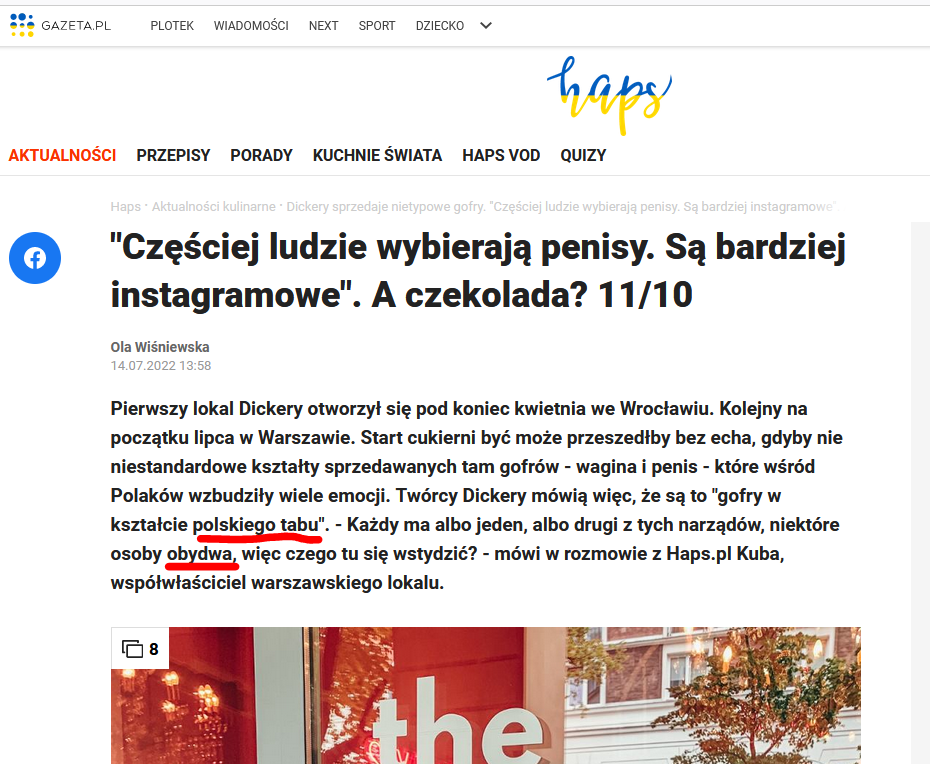 GAZETA.PL PLOTEK WIADOMOŚCI NEXT SPORT DZIECKO
haps
AKTUALNOŚCI PRZEPISY PORADY KUCHNIE ŚWIATA HAPS VOD QUIZY
Haps · Aktualności kulinarne · Dickery sprzedaje nietypowe gofry. "Częściej ludzie wybierają penisy. Są bardziej instagramowe"
"Częściej ludzie wybierają penisy. Są bardziej
instagramowe". A czekolada? 11/10
Ola Wiśniewska
14.07.2022 13:58
Pierwszy lokal Dickery otworzył się pod koniec kwietnia we Wrocławiu. Kolejny na
początku lipca w Warszawie. Start cukierni być może przeszedłby bez echa, gdyby nie
niestandardowe kształty sprzedawanych tam gofrów - wagina i penis - które wśród
Polaków wzbudziły wiele emocji. Twórcy Dickery mówią więc, że są to "gofry w
kształcie polskiego tabu". - Każdy ma albo jeden, albo drugi z tych narządów, niektóre
osoby obydwa, więc czego tu się wstydzić? - mówi w rozmowie z Haps.pl Kuba,
współwłaściciel warszawskiego lokalu.
8
the